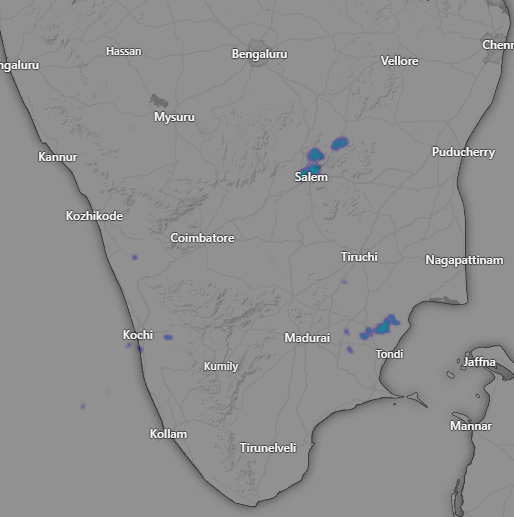 Hassan
Bengaluru
Chenn
ngaluru
Vellore
Mysuru
Kannur
Puducherry
Salem
Kozhikode
Coimbatore
Tiruchi
Nagapattinam
Kochi
Madurai
Tondi
Kumily
Jaffna
Mannar
Kollam
Tirunelveli